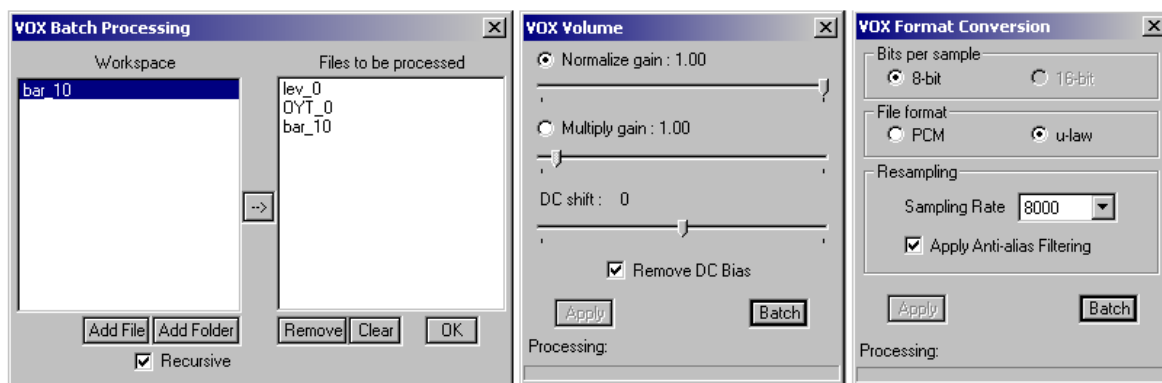 VOX Batch Processing
Workspace
Files to be processed
bar_10
lev_0
OYT_0
bar_10
-->
Add File Add Folder
Remove Clear OK
Recursive
VOX Volume
Normalize gain : 1.00
Multiply gain : 1.00
DC shift : 0
Remove DC Bias
Apply Batch
Processing:
VOX Format Conversion
Bits per sample
8-bit 16-bit
File format
PCM u-law
Resampling
Sampling Rate 8000
Apply Anti-alias Filtering
Apply Batch
Processing: